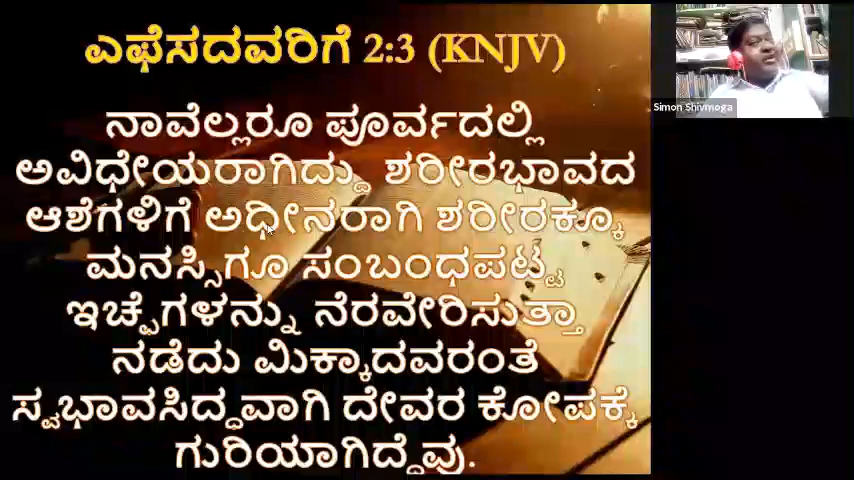 ಎಫೆಸದವರಿಗೆ 2:3 (KNJV)
ನಾವೆಲ್ಲರೂ ಪೂರ್ವದಲ್ಲಿ
ಅವಿಧೇಯರಾಗಿದ್ದು ಶರೀರಭಾವದ
ಆಶೆಗಳಿಗೆ ಅಧೀನರಾಗಿ ಶರೀರಕ್ಕೂ
ಮನಸ್ಸಿಗೂ ಸಂಬಂಧಪಟ್ಟ
ಇಚ್ಛೆಗಳನ್ನು ನೆರವೇರಿಸುತ್ತಾ
ನಡೆದು ಮಿಕ್ಕಾದವರಂತೆ
ಸ್ವಭಾವಸಿದ್ಧವಾಗಿ ದೇವರ ಕೋಪಕ್ಕೆ
ಗುರಿಯಾಗಿದ್ದೆವು.
Simon Shivmoga